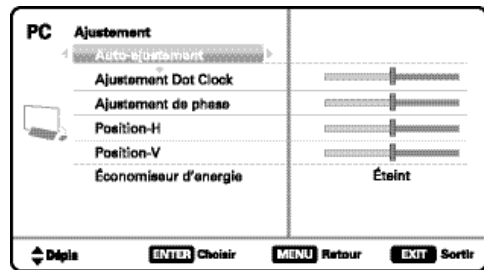 PC Ajustement
Auto-ajustement
Ajustement Dot Clock
Ajustement de phase
Position-H
Position-V
Économiseur d'energie Éteint
Dépla ENTER Choisir MENU Retour EXIT Sortir